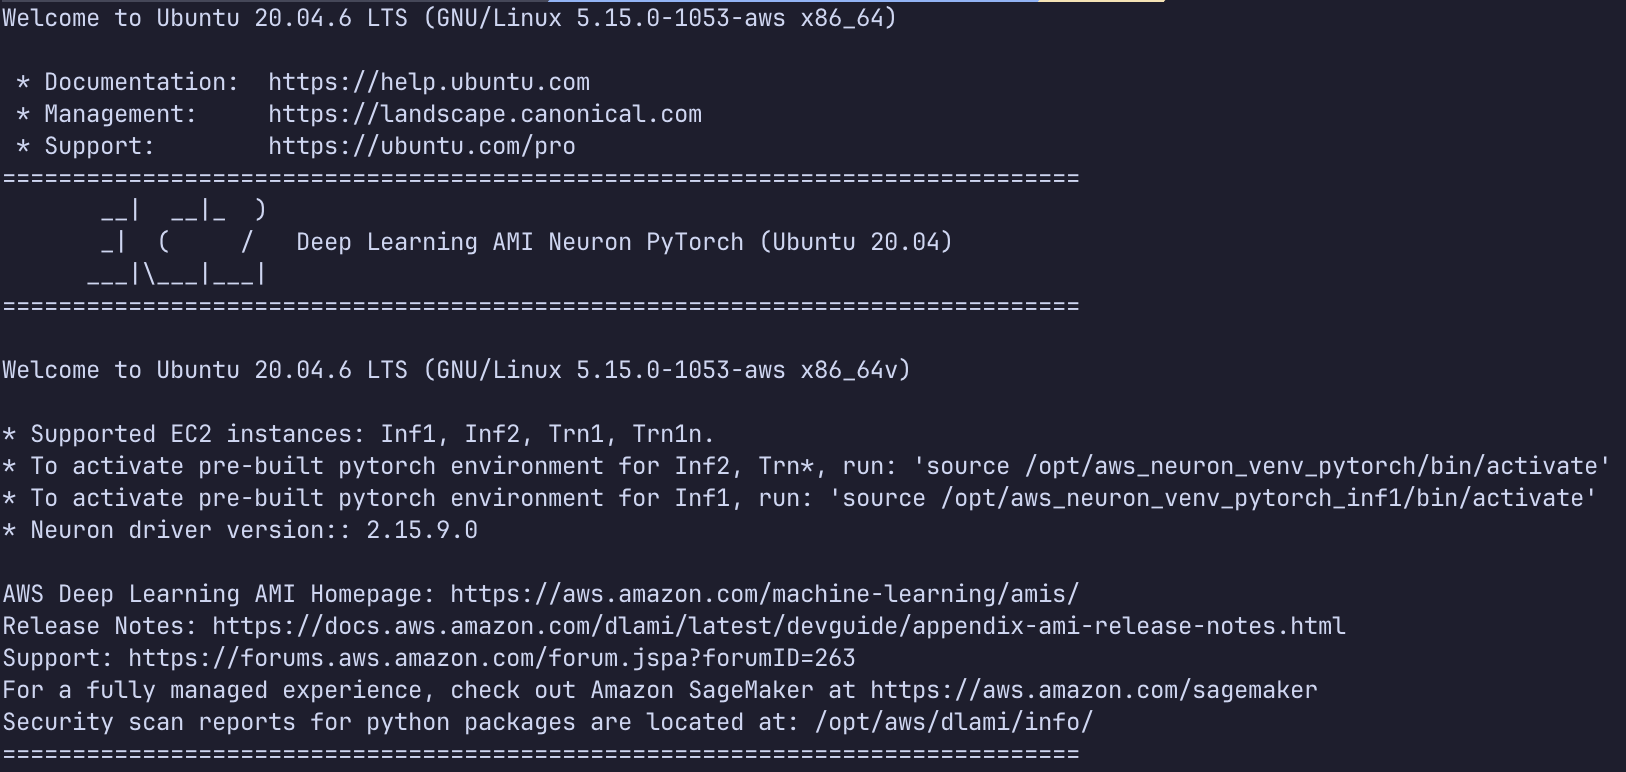 Welcome to Ubuntu 20.04.6 LTS (GNU/Linux 5.15.0-1053-aws x86_64)

 * Documentation:  https://help.ubuntu.com
 * Management:     https://landscape.canonical.com
 * Support:        https://ubuntu.com/pro
=============================================================================
       __|  __|_  )
       _|  (     /   Deep Learning AMI Neuron PyTorch (Ubuntu 20.04)
      ___|\___|___|
=============================================================================

Welcome to Ubuntu 20.04.6 LTS (GNU/Linux 5.15.0-1053-aws x86_64v)

* Supported EC2 instances: Inf1, Inf2, Trn1, Trn1n.
* To activate pre-built pytorch environment for Inf2, Trn*, run: 'source /opt/aws_neuron_venv_pytorch/bin/activate'
* To activate pre-built pytorch environment for Inf1, run: 'source /opt/aws_neuron_venv_pytorch_inf1/bin/activate'
* Neuron driver version:: 2.15.9.0

AWS Deep Learning AMI Homepage: https://aws.amazon.com/machine-learning/amis/
Release Notes: https://docs.aws.amazon.com/dlami/latest/devguide/appendix-ami-release-notes.html
Support: https://forums.aws.amazon.com/forum.jspa?forumID=263
For a fully managed experience, check out Amazon SageMaker at https://aws.amazon.com/sagemaker
Security scan reports for python packages are located at: /opt/aws/dlami/info/
=============================================================================